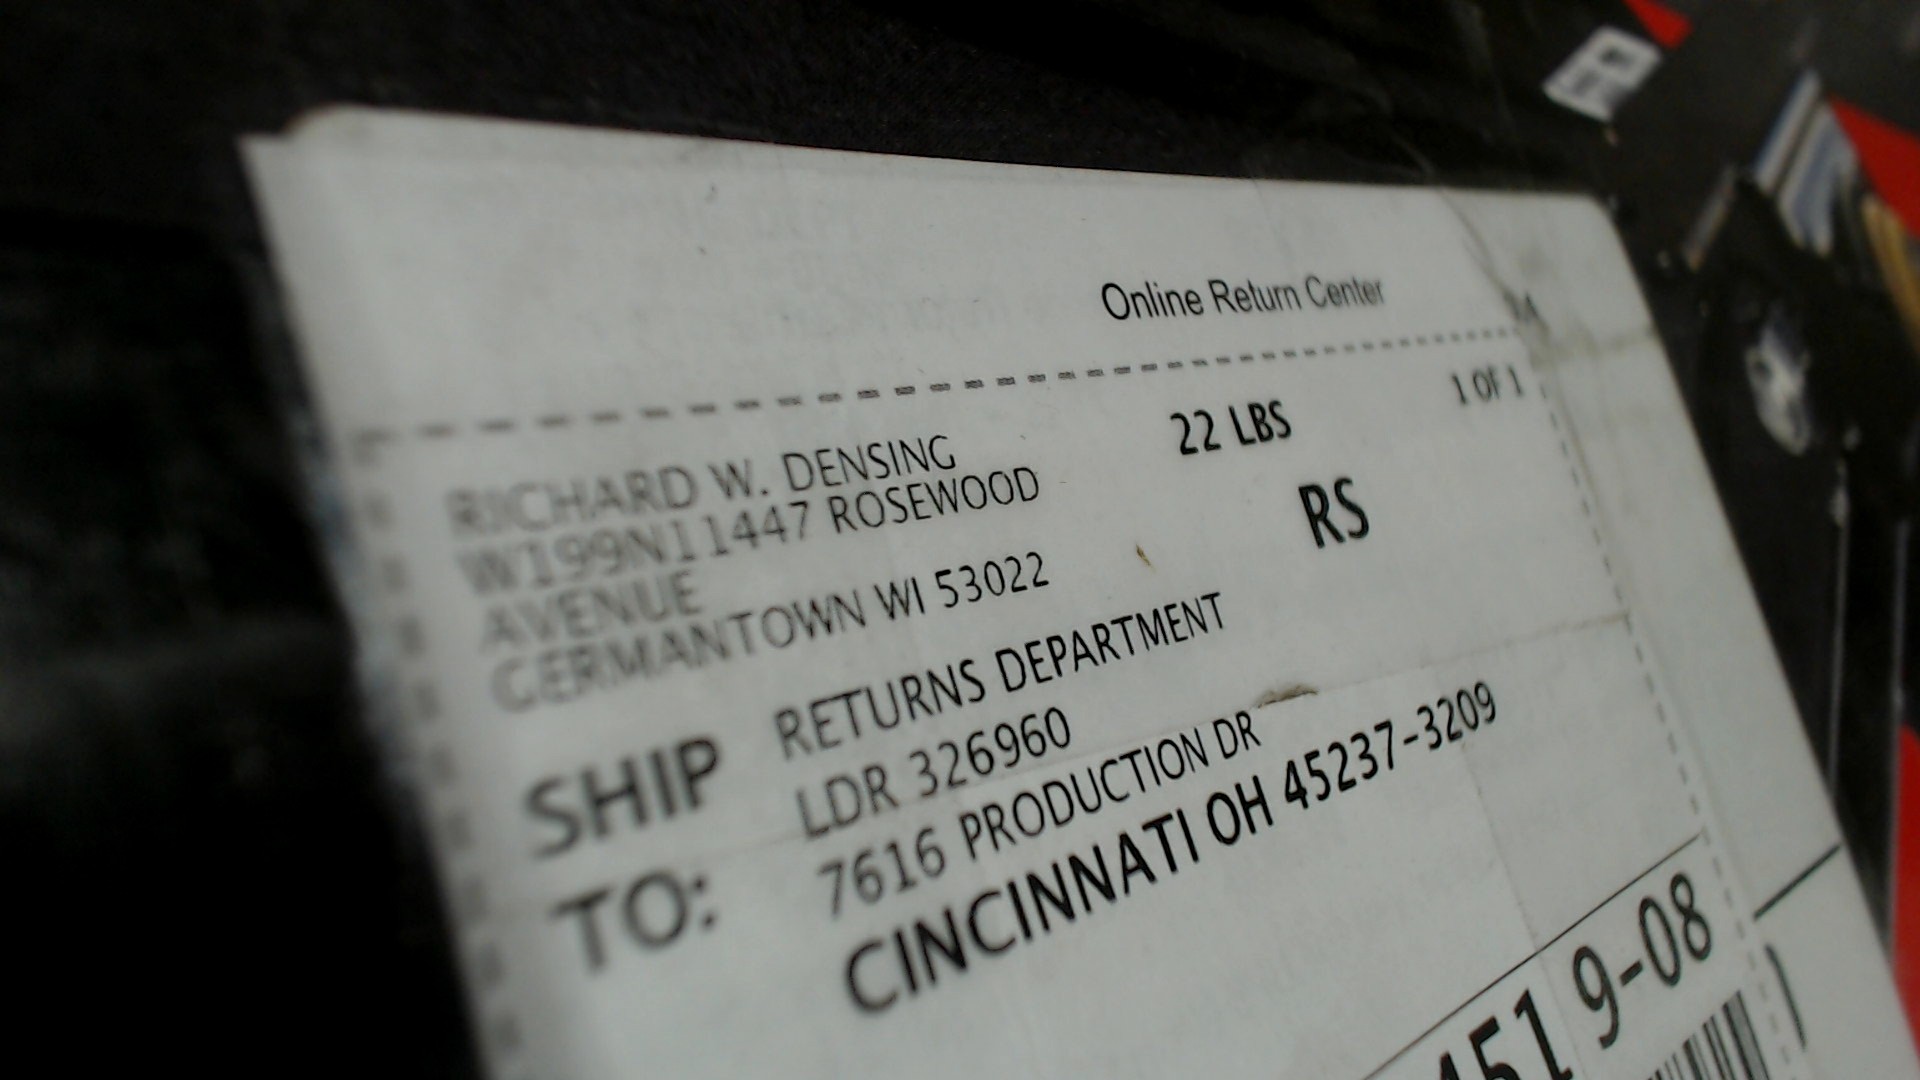 Online Return Center
RICHARD W. DENSING
W199N11447 ROSEWOOD
AVENUE
GERMANTOWN WI 53022
22 LBS
1 OF 1
RS
SHIP
TO:
RETURNS DEPARTMENT
LDR 326960
7616 PRODUCTION DR
CINCINNATI OH 45237-3209
451 9-08